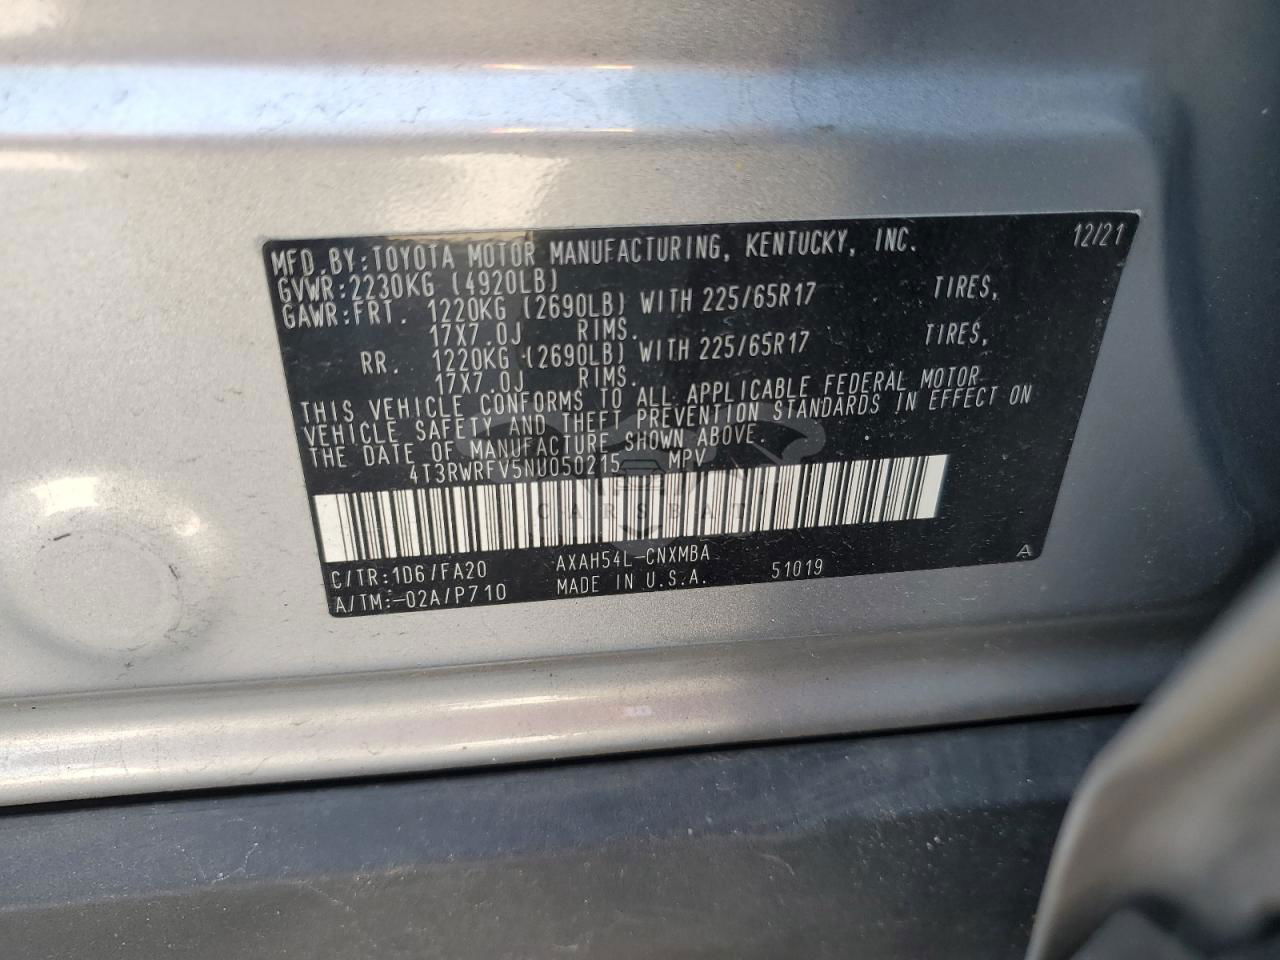 MFD. BY: TOYOTA MOTOR MANUFACTURING, KENTUCKY, INC. 12/21
GVWR: 2230KG (4920LB)
GAWR: FRT. 1220KG (2690LB) WITH 225/65R17 TIRES,
17X7.0J RIMS.
RR. 1220KG (2690LB) WITH 225/65R17 TIRES,
17X7.0J RIMS.
THIS VEHICLE CONFORMS TO ALL APPLICABLE FEDERAL MOTOR
VEHICLE SAFETY AND THEFT PREVENTION STANDARDS IN EFFECT ON
THE DATE OF MANUFACTURE SHOWN ABOVE.
4T3RWRFV5NU050215 MPV
CARSBAT
C/TR: 1D6/FA20 AXAH54L-CNXMBA A
A/TM:-02A/P710 MADE IN U.S.A. 51019